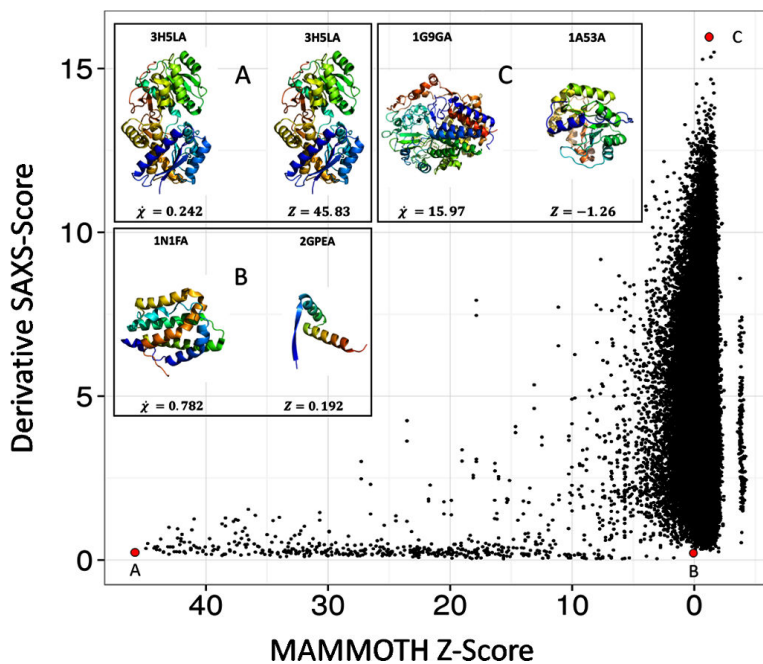 3H5LA
A
3H5LA
χ̇ = 0.242
Z = 45.83
1G9GA
C
1A53A
χ̇ = 15.97
Z = −1.26
1N1FA
B
2GPEA
χ̇ = 0.782
Z = 0.192
C
Derivative SAXS-Score
15
10
5
0
A
B
40
30
20
10
0
MAMMOTH Z-Score